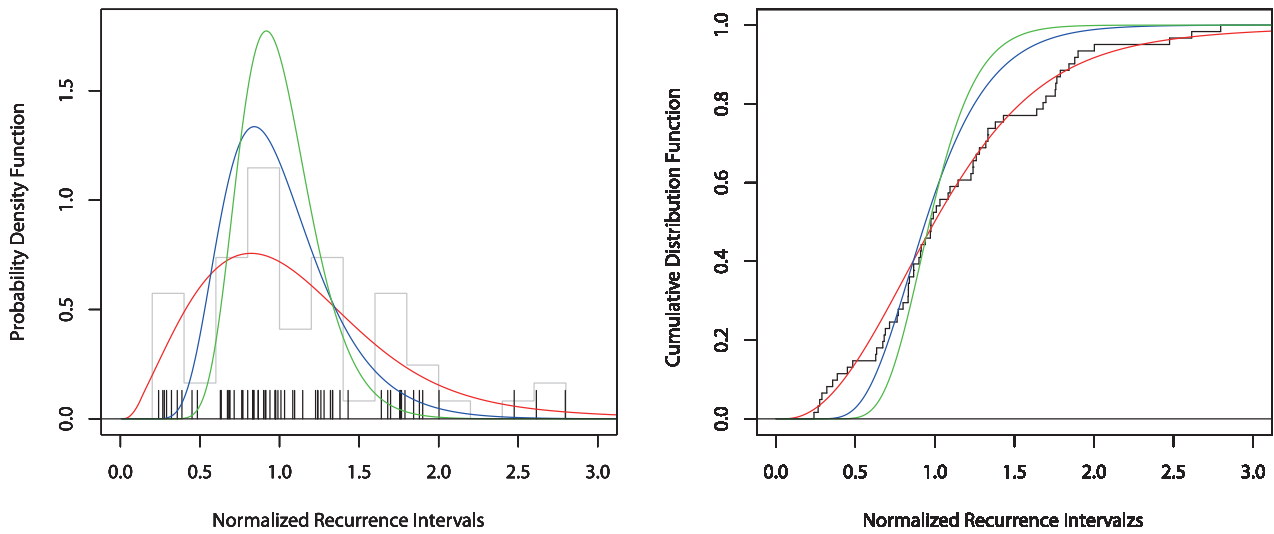 Probability Density Function
1.5
1.0
0.5
0.0
0.0 0.5 1.0 1.5 2.0 2.5 3.0
Normalized Recurrence Intervals
Cumulative Distribution Function
1.0
0.8
0.6
0.4
0.2
0.0
0.0 0.5 1.0 1.5 2.0 2.5 3.0
Normalized Recurrence Intervalzs